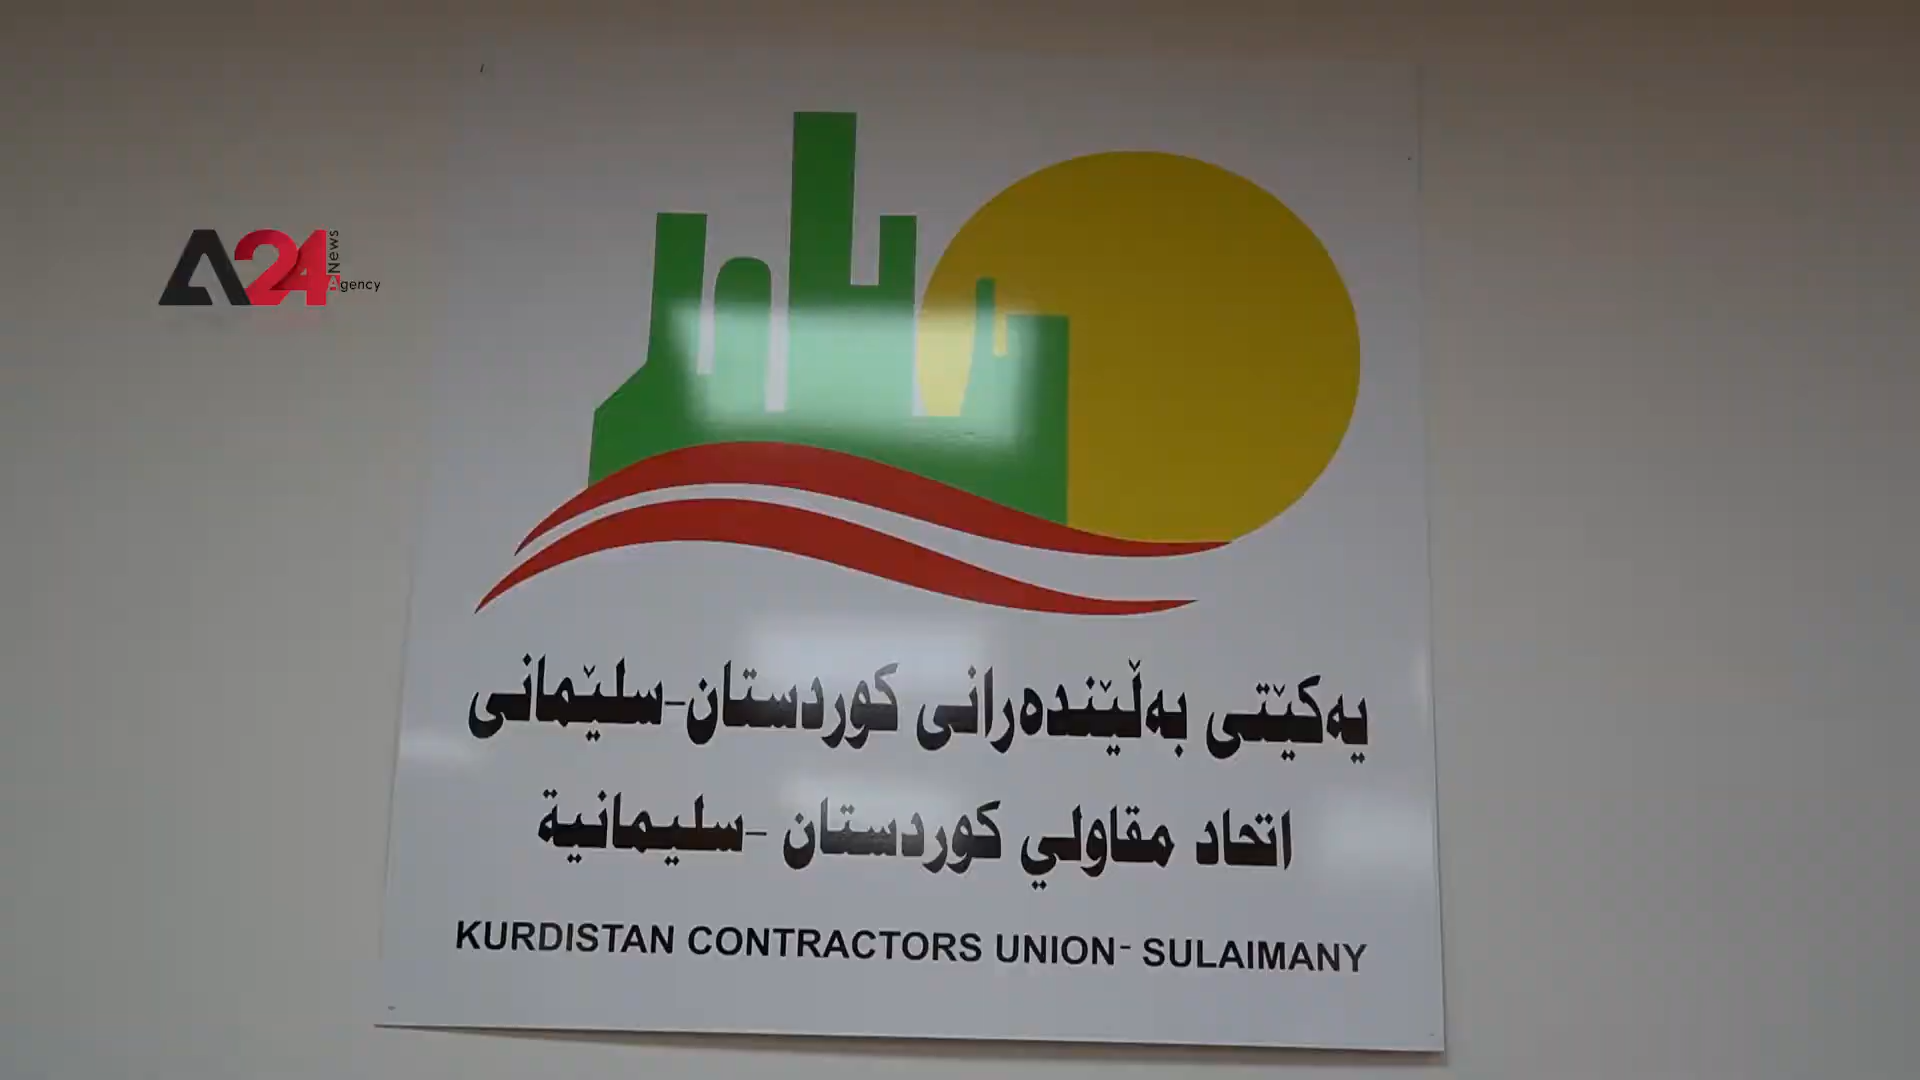 A24 News Agency
یەکێتی بەڵێندەرانی کوردستان-سلێمانی
اتحاد مقاولي كوردستان -سليمانية
KURDISTAN CONTRACTORS UNION- SULAIMANY